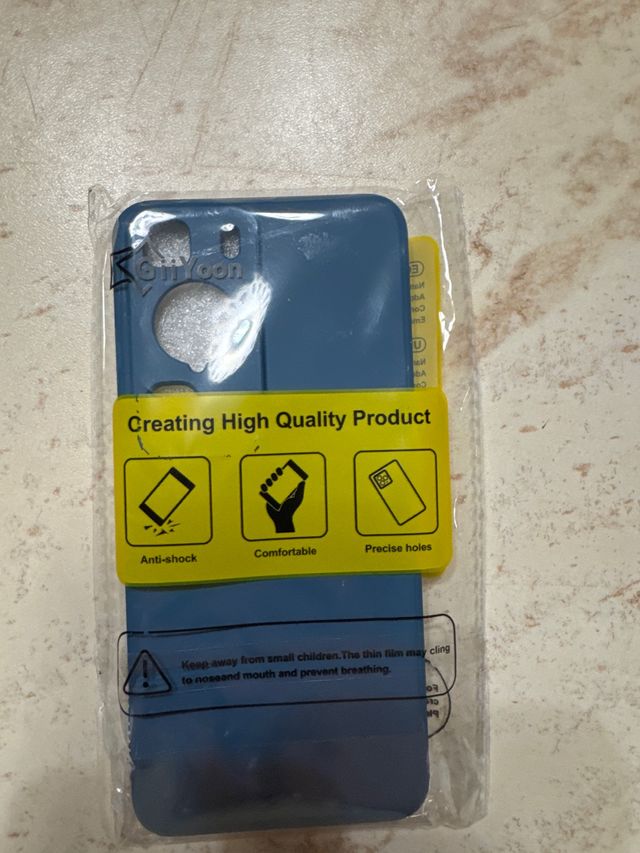 GiiYoon
Creating High Quality Product
Anti-shock
Comfortable
Precise holes
Keep away from small children.The thin film may cling
to noseand mouth and prevent breathing.